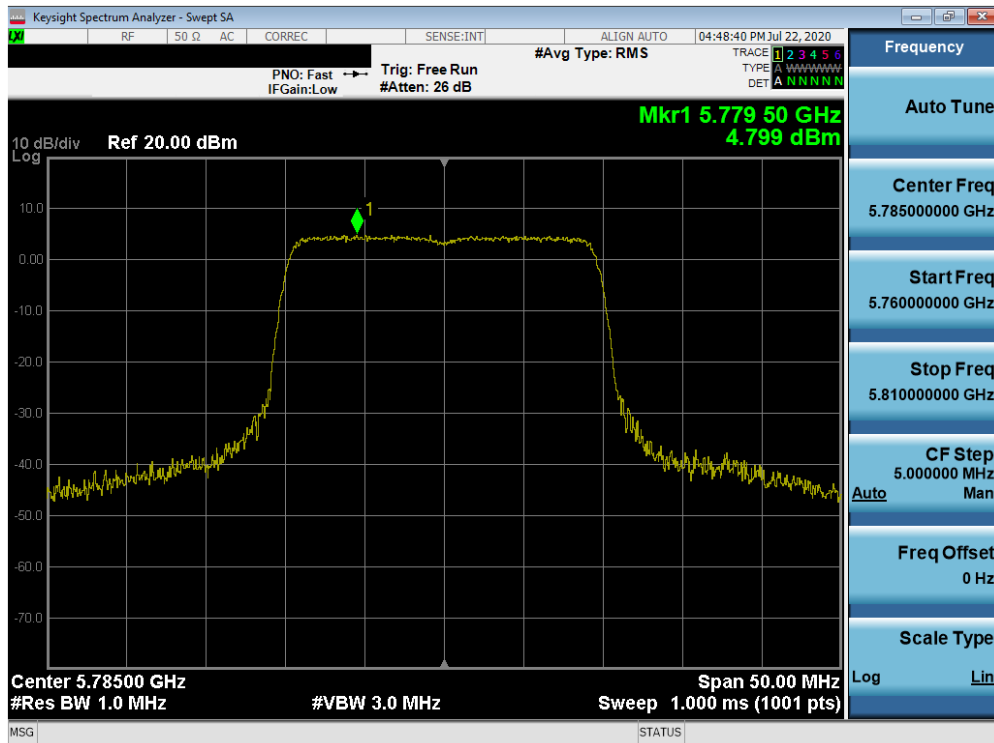 Keysight Spectrum Analyzer - Swept SA
LXI RF 50 Ω AC CORREC SENSE:INT ALIGN AUTO 04:48:40 PM Jul 22, 2020
PNO: Fast
IFGain:Low
Trig: Free Run
#Atten: 26 dB
#Avg Type: RMS
TRACE 1 2 3 4 5 6
TYPE A WWWWW
DET A N N N N N
Mkr1 5.779 50 GHz
4.799 dBm
10 dB/div Ref 20.00 dBm
Log
1
10.0
0.00
-10.0
-20.0
-30.0
-40.0
-50.0
-60.0
-70.0
Center 5.78500 GHz Span 50.00 MHz
#Res BW 1.0 MHz #VBW 3.0 MHz Sweep 1.000 ms (1001 pts)
MSG STATUS
Frequency
Auto Tune
Center Freq
5.785000000 GHz
Start Freq
5.760000000 GHz
Stop Freq
5.810000000 GHz
CF Step
5.000000 MHz
Auto Man
Freq Offset
0 Hz
Scale Type
Log Lin